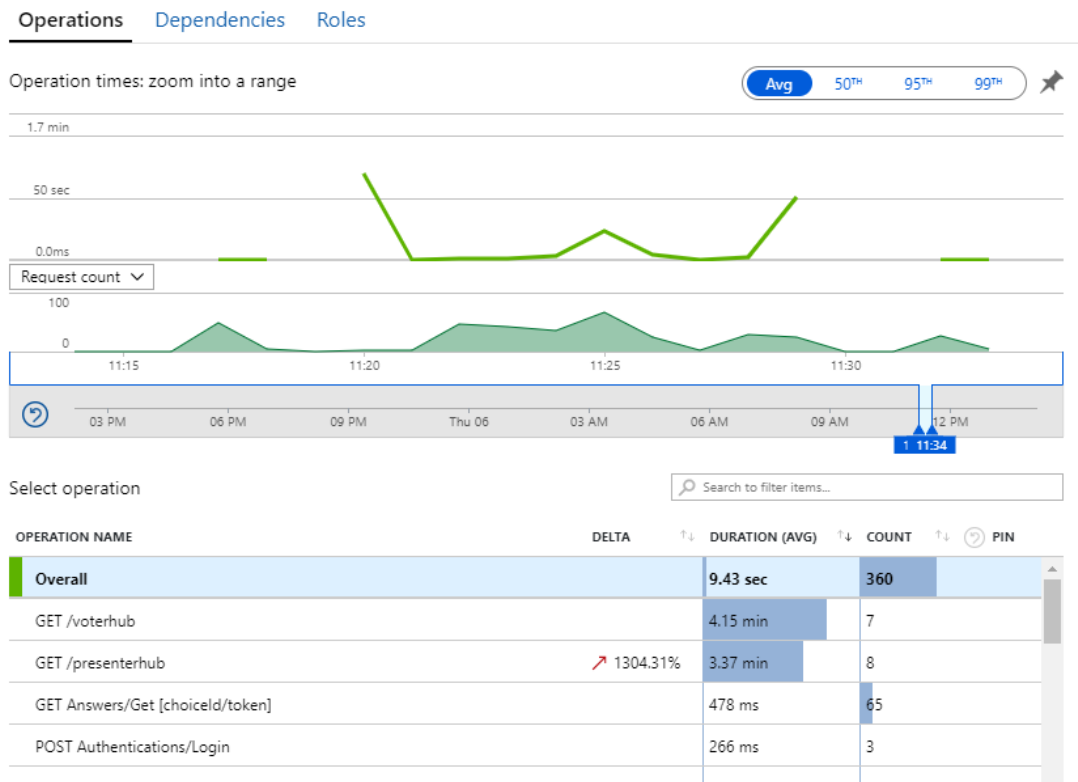 Operations Dependencies Roles
Operation times: zoom into a range Avg 50TH 95TH 99TH
1.7 min
50 sec
0.0ms
Request count
100
0
11:15 11:20 11:25 11:30
03 PM 06 PM 09 PM Thu 06 03 AM 06 AM 09 AM 12 PM
1 11:34
Select operation Search to filter items...
OPERATION NAME DELTA DURATION (AVG) COUNT PIN
Overall 9.43 sec 360
GET /voterhub 4.15 min 7
GET /presenterhub 1304.31% 3.37 min 8
GET Answers/Get [choiceId/token] 478 ms 65
POST Authentications/Login 266 ms 3